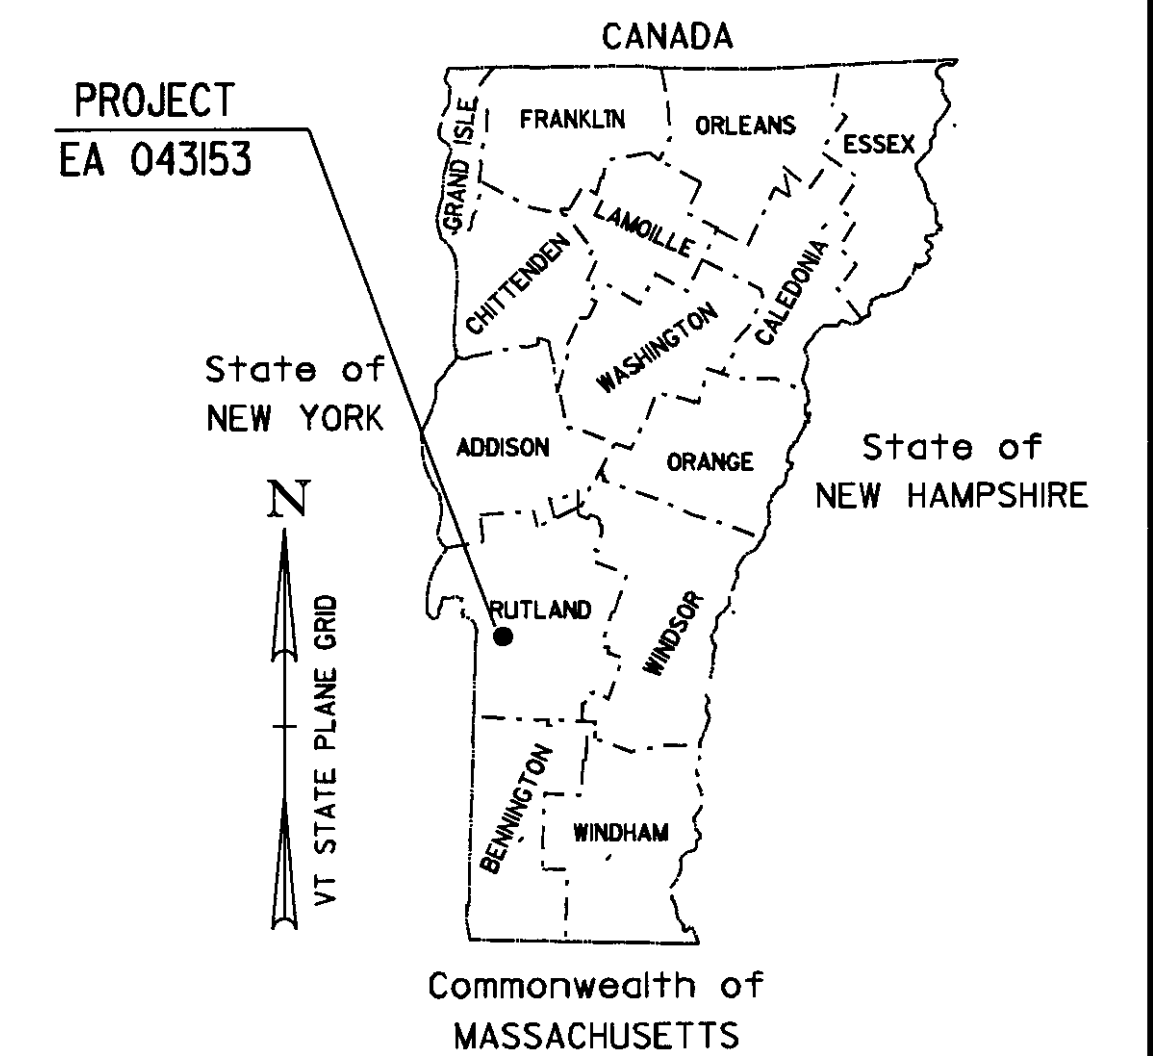 CANADA
PROJECT
EA 043153
GRAND ISLE
FRANKLIN
ORLEANS
ESSEX
LAMOILLE
CHITTENDEN
CALEDONIA
WASHINGTON
State of
NEW YORK
ADDISON
ORANGE
State of
NEW HAMPSHIRE
N
VT STATE PLANE GRID
RUTLAND
WINDSOR
BENNINGTON
WINDHAM
Commonwealth of
MASSACHUSETTS